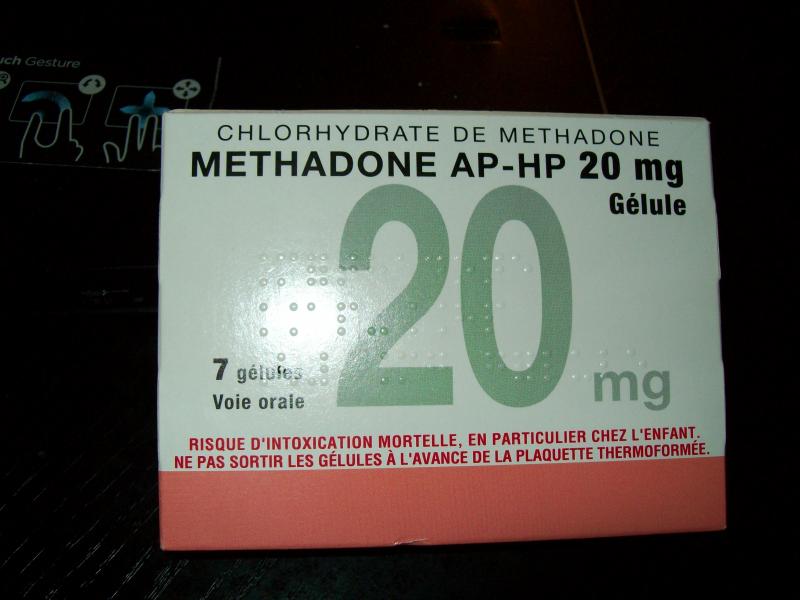 Gesture
CHLORHYDRATE DE METHADONE
METHADONE AP-HP 20 mg
Gélule
20 mg
7 gélules
Voie orale
RISQUE D'INTOXICATION MORTELLE, EN PARTICULIER CHEZ L'ENFANT.
NE PAS SORTIR LES GÉLULES À L'AVANCE DE LA PLAQUETTE THERMOFORMÉE.